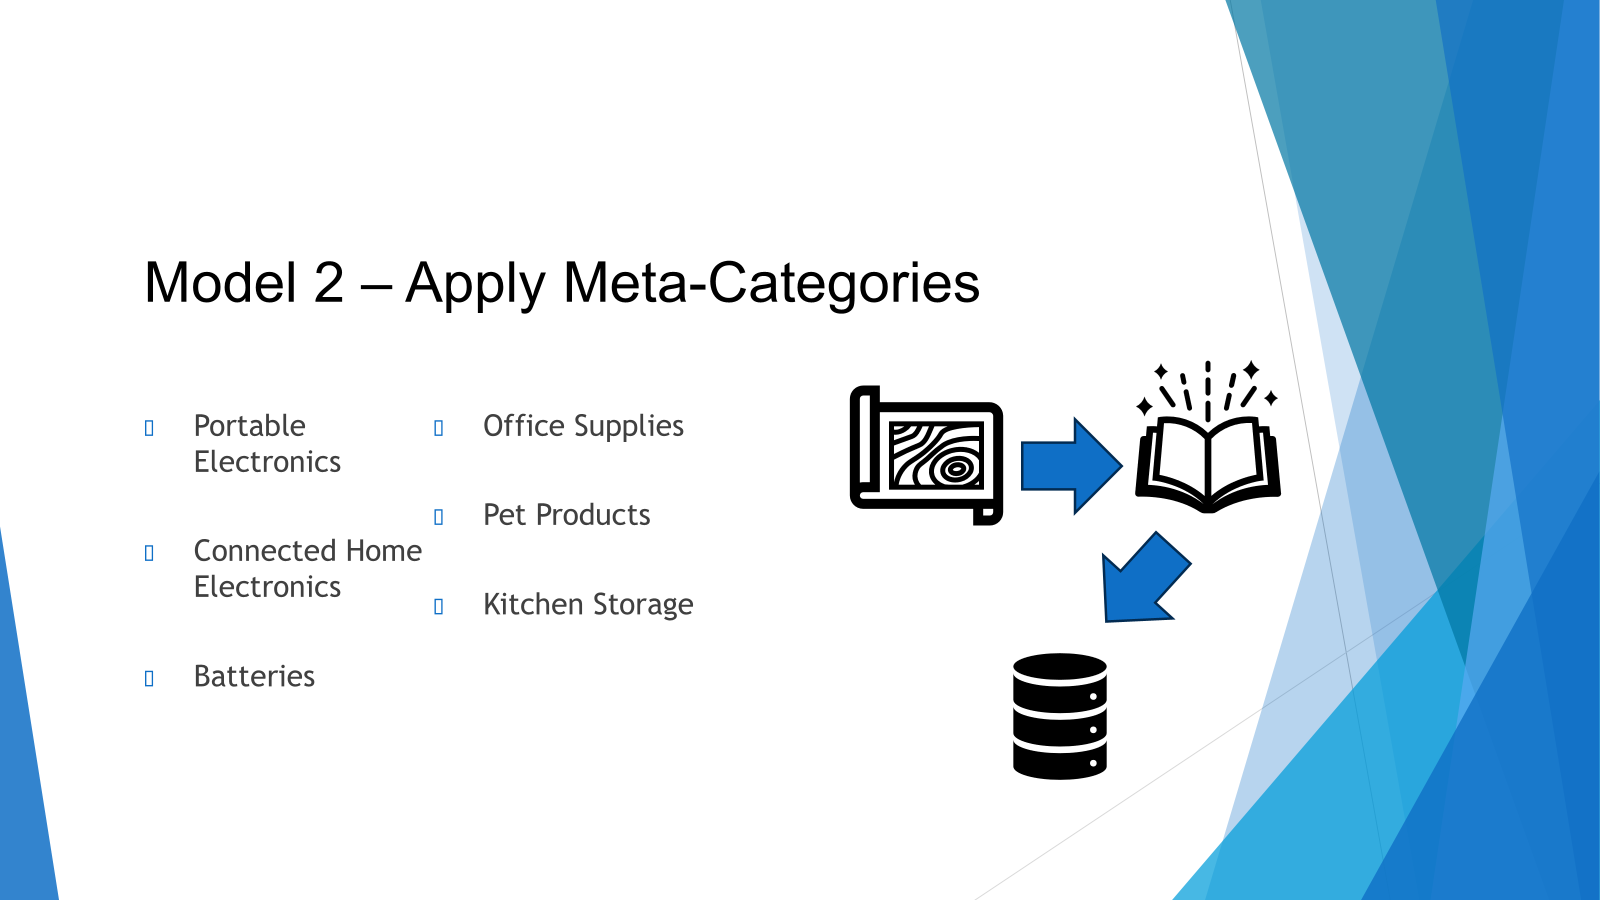 Model 2 – Apply Meta-Categories
Portable
Electronics
Connected Home
Electronics
Batteries
Office Supplies
Pet Products
Kitchen Storage